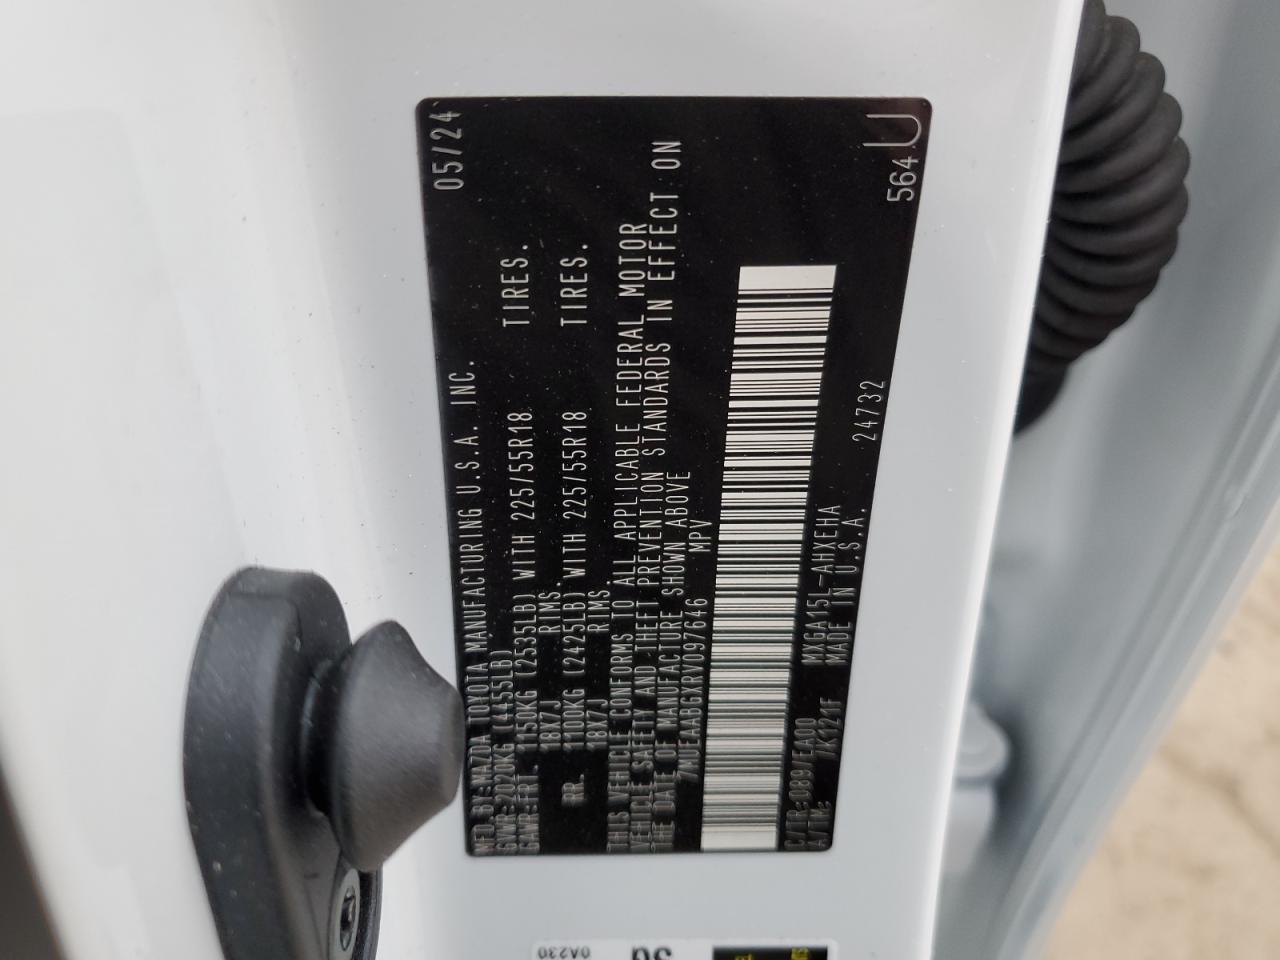 05/24
MFD. BY: MAZDA TOYOTA MANUFACTURING U.S.A. INC.
GVWR: 2020KG (4455LB)
GAWR: FRT. 1150KG (2535LB) WITH 225/55R18 TIRES.
18X7J RIMS.
RR. 1100KG (2425LB) WITH 225/55R18 TIRES.
18X7J RIMS.
THIS VEHICLE CONFORMS TO ALL APPLICABLE FEDERAL MOTOR
VEHICLE SAFETY AND THEFT PREVENTION STANDARDS IN EFFECT ON
THE DATE OF MANUFACTURE SHOWN ABOVE
7MUEAABGXRV097646 MPV
C/TR: 089/EA00 MXGA15L-AHXEHA
A/TM: /K121F MADE IN U.S.A. 24732
564 U
0A230